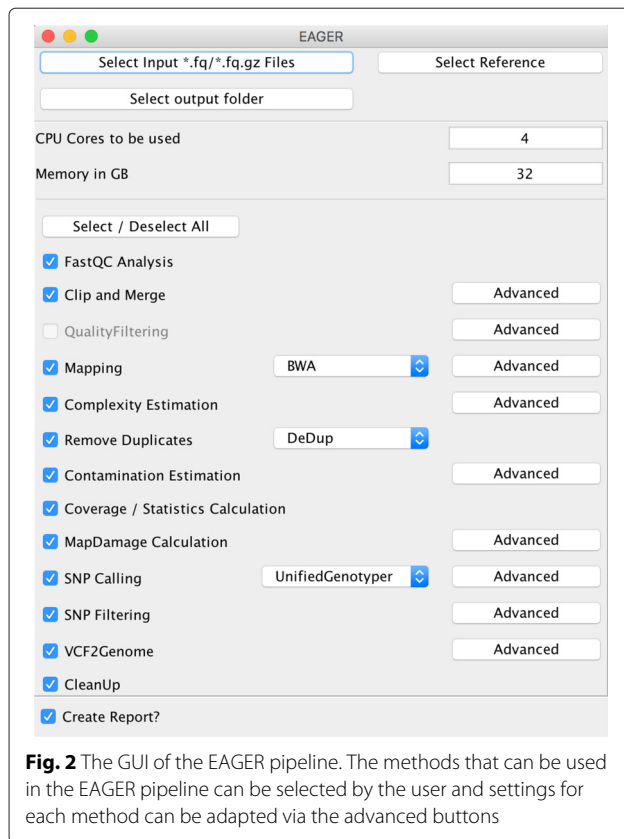 EAGER
Select Input *.fq/*.fq.gz Files Select Reference
Select output folder
CPU Cores to be used 4
Memory in GB 32
Select / Deselect All
FastQC Analysis
Clip and Merge Advanced
QualityFiltering Advanced
Mapping BWA Advanced
Complexity Estimation Advanced
Remove Duplicates DeDup
Contamination Estimation Advanced
Coverage / Statistics Calculation
MapDamage Calculation Advanced
SNP Calling UnifiedGenotyper Advanced
SNP Filtering Advanced
VCF2Genome Advanced
CleanUp
Create Report?
Fig. 2 The GUI of the EAGER pipeline. The methods that can be used
in the EAGER pipeline can be selected by the user and settings for
each method can be adapted via the advanced buttons